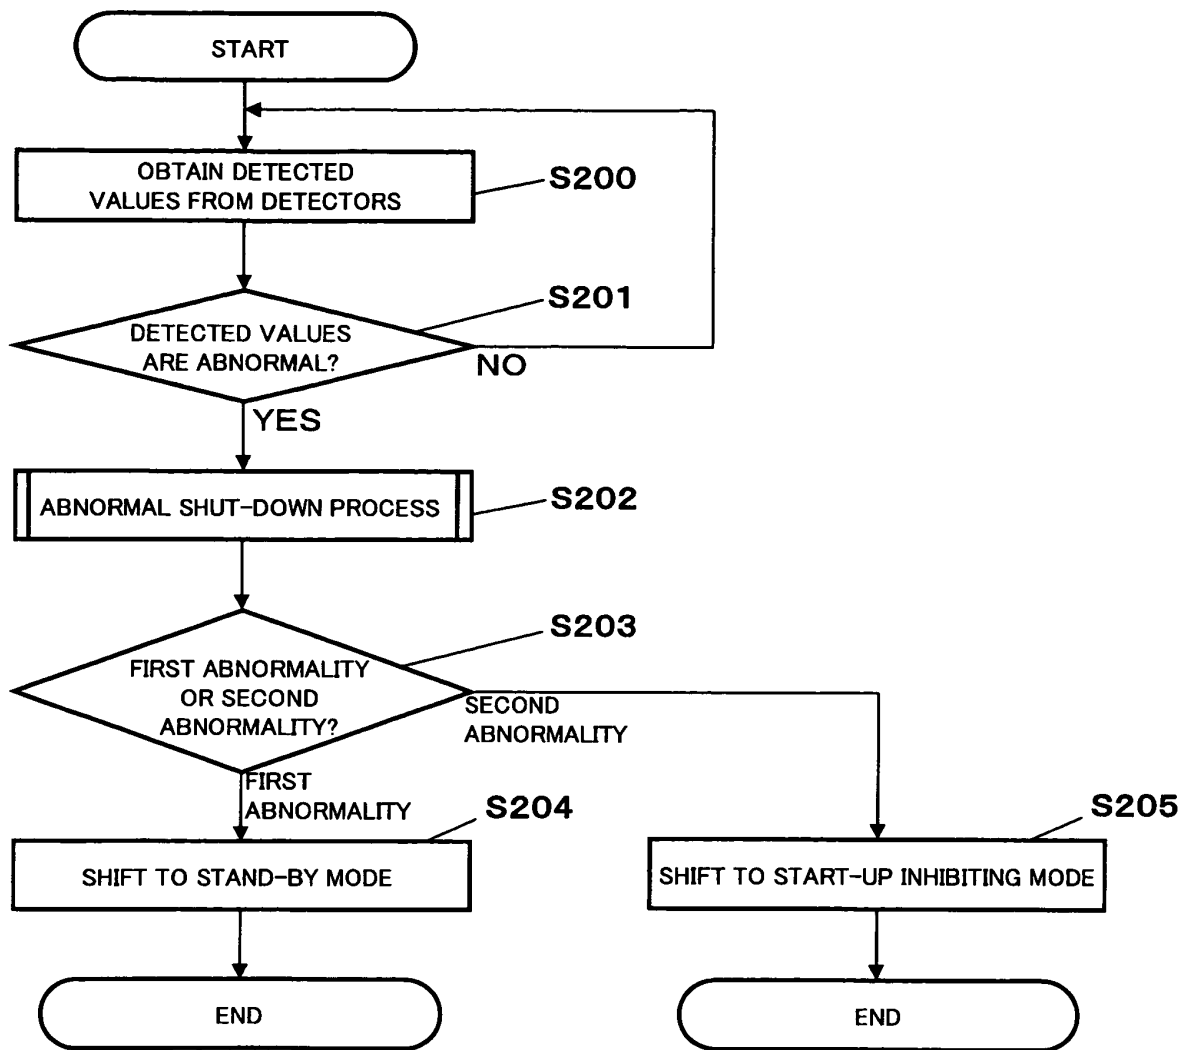 START
OBTAIN DETECTED
VALUES FROM DETECTORS
S200
S201
DETECTED VALUES
ARE ABNORMAL?
NO
YES
ABNORMAL SHUT-DOWN PROCESS
S202
S203
FIRST ABNORMALITY
OR SECOND
ABNORMALITY?
SECOND
ABNORMALITY
FIRST
ABNORMALITY
S204
S205
SHIFT TO STAND-BY MODE
SHIFT TO START-UP INHIBITING MODE
END
END